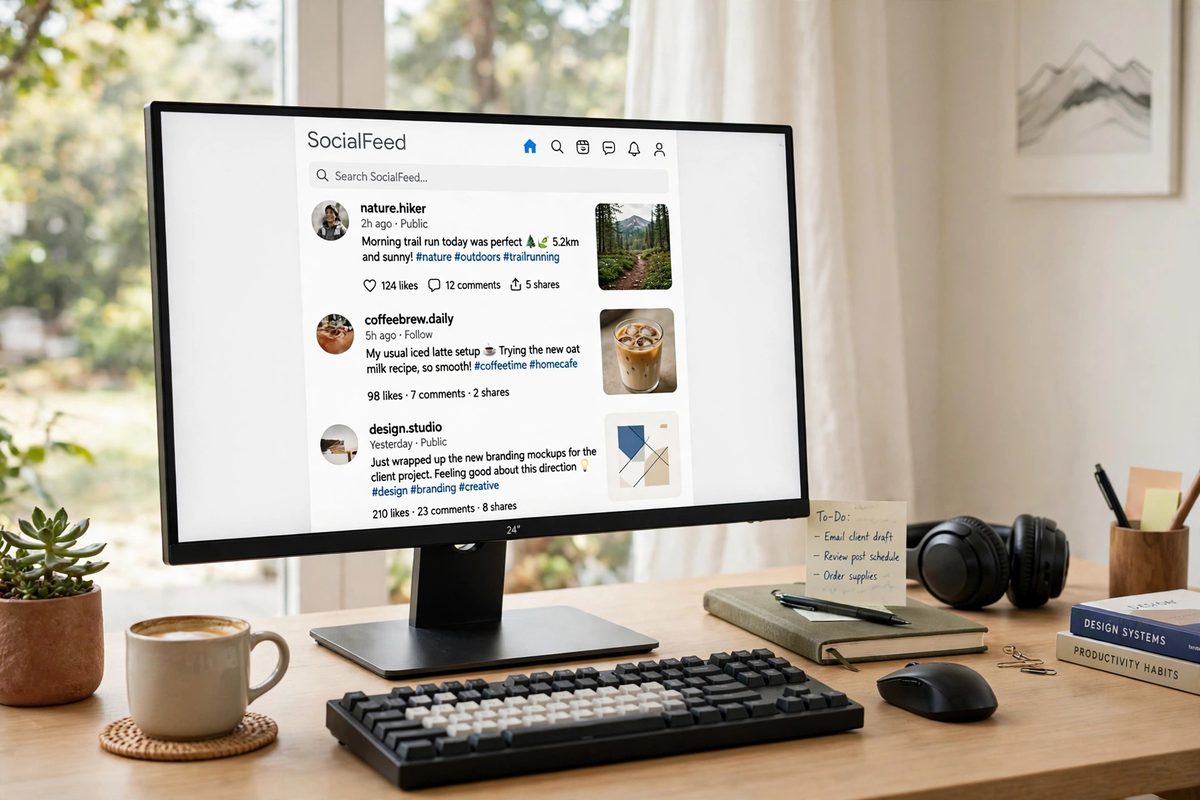 SocialFeed
Search SocialFeed...
nature.hiker
2h ago · Public
Morning trail run today was perfect 🌲🌿 5.2km
and sunny! #nature #outdoors #trailrunning
124 likes 12 comments 5 shares
coffeebrew.daily
5h ago · Follow
My usual iced latte setup ☕ Trying the new oat
milk recipe, so smooth! #coffeetime #homecafe
98 likes · 7 comments · 2 shares
design.studio
Yesterday · Public
Just wrapped up the new branding mockups for the
client project. Feeling good about this direction 💡
#design #branding #creative
210 likes · 23 comments · 8 shares
24"
To-Do:
- Email client draft
- Review post schedule
- Order supplies
DESIGN
DESIGN SYSTEMS
PRODUCTIVITY HABITS